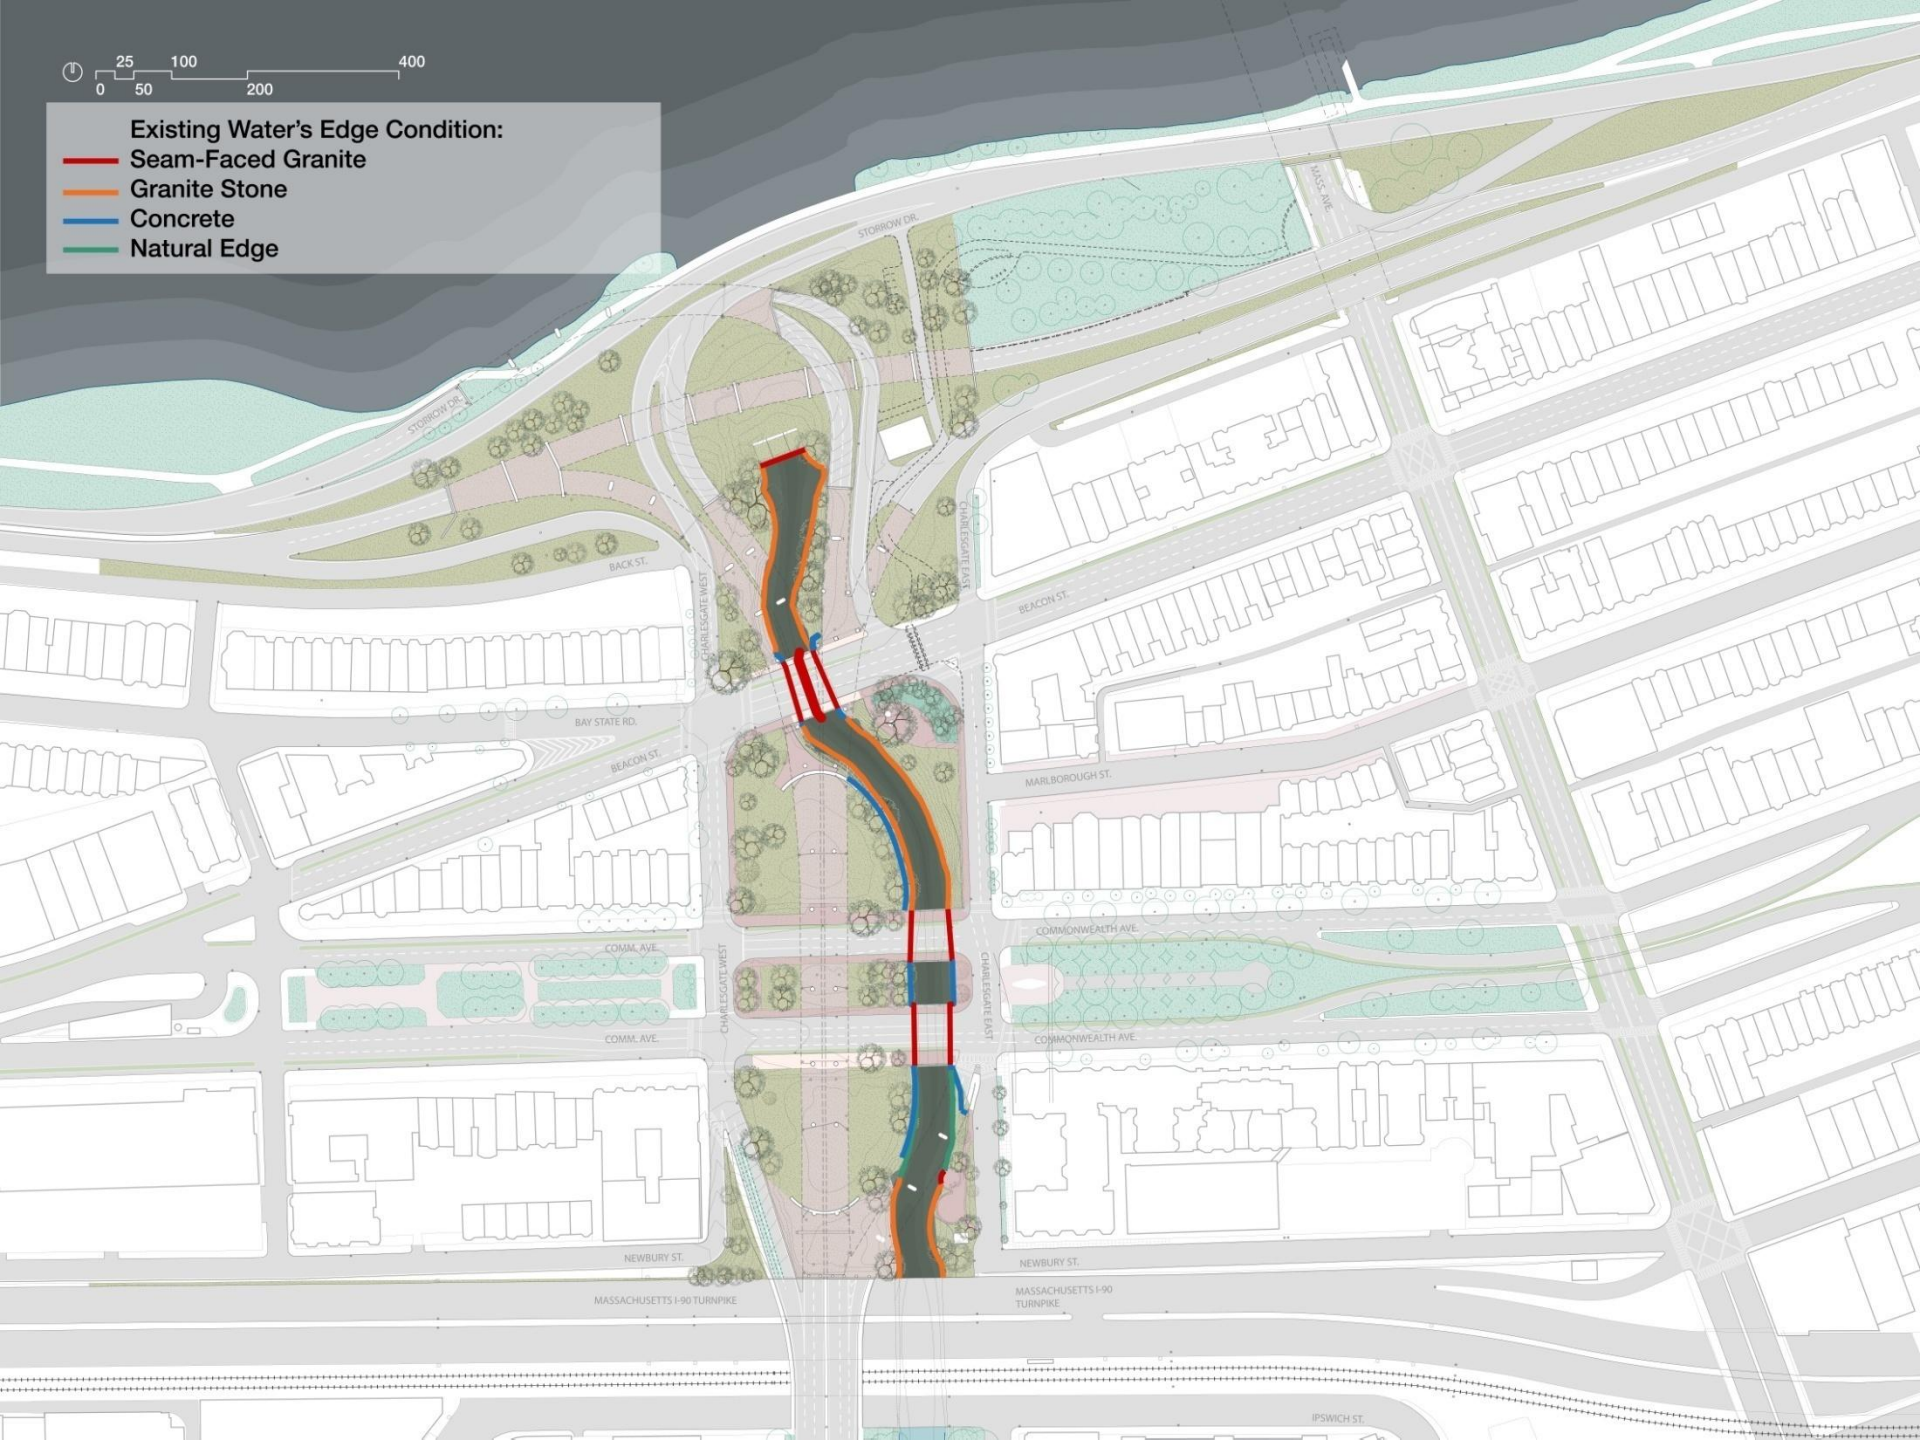 25 100 400
0 50 200
Existing Water's Edge Condition:
Seam-Faced Granite
Granite Stone
Concrete
Natural Edge
MASS. AVE.
STORROW DR.
STORROW DR.
CHARLESGATE EAST
BACK ST.
CHARLESGATE WEST
BEACON ST.
BAY STATE RD.
BEACON ST.
MARLBOROUGH ST.
COMMONWEALTH AVE.
COMM. AVE.
CHARLESGATE WEST
CHARLESGATE EAST
COMM. AVE.
COMMONWEALTH AVE.
NEWBURY ST.
NEWBURY ST.
MASSACHUSETTS I-90 TURNPIKE
MASSACHUSETTS I-90
TURNPIKE
IPSWICH ST.